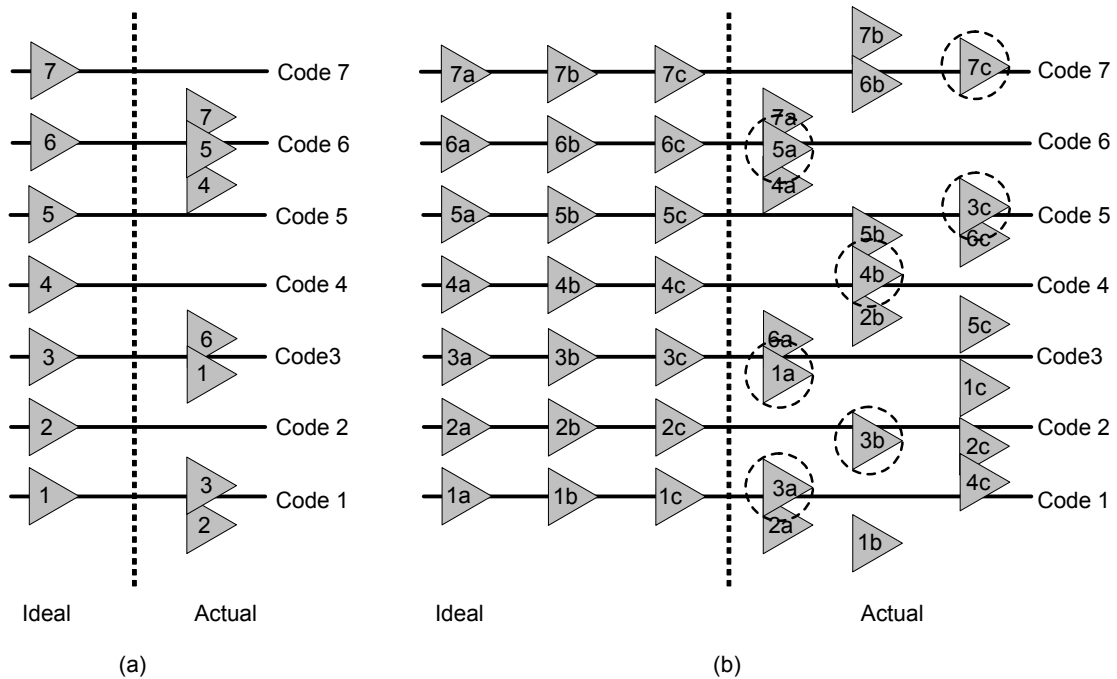 7 Code 7
7
6 5 Code 6
4
5 Code 5
4 Code 4
6
3 Code3
1
2 Code 2
3
1 Code 1
2
Ideal Actual
(a)
7b
7a 7b 7c 7c Code 7
6b
7a
6a 6b 6c 5a Code 6
4a
5a 5b 5c 3c Code 5
5b 6c
4a 4b 4c 4b Code 4
2b 5c
6a
3a 3b 3c Code3
1a 1c
2a 2b 2c Code 2
3b 2c
3a 4c
1a 1b 1c Code 1
2a 1b
Ideal Actual
(b)